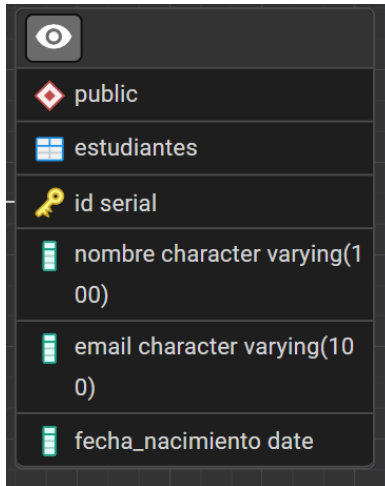 public
estudiantes
id serial
nombre character varying(1
00)
email character varying(10
0)
fecha_nacimiento date